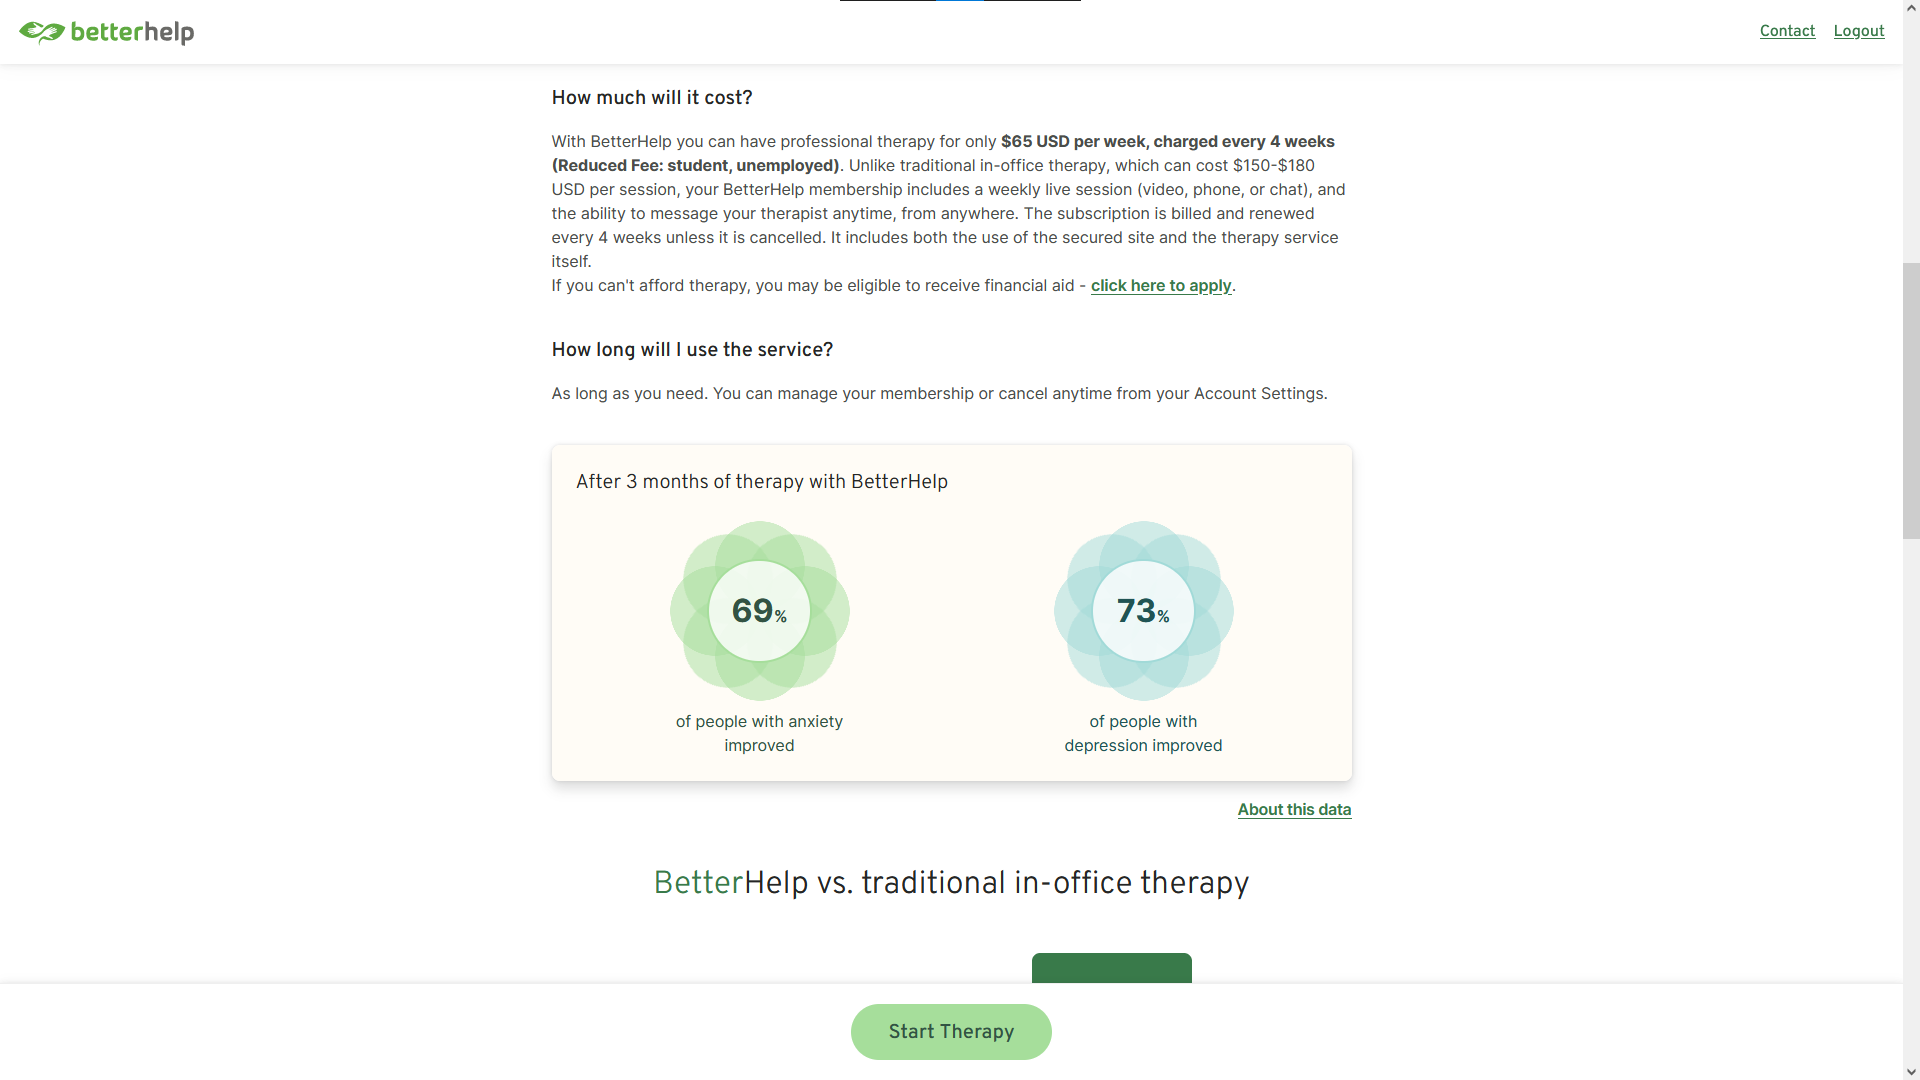 betterhelp
Contact Logout
How much will it cost?
With BetterHelp you can have professional therapy for only $65 USD per week, charged every 4 weeks
(Reduced Fee: student, unemployed). Unlike traditional in-office therapy, which can cost $150-$180
USD per session, your BetterHelp membership includes a weekly live session (video, phone, or chat), and
the ability to message your therapist anytime, from anywhere. The subscription is billed and renewed
every 4 weeks unless it is cancelled. It includes both the use of the secured site and the therapy service
itself.
If you can't afford therapy, you may be eligible to receive financial aid - click here to apply.
How long will I use the service?
As long as you need. You can manage your membership or cancel anytime from your Account Settings.
After 3 months of therapy with BetterHelp
69%
of people with anxiety
improved
73%
of people with
depression improved
About this data
BetterHelp vs. traditional in-office therapy
Start Therapy